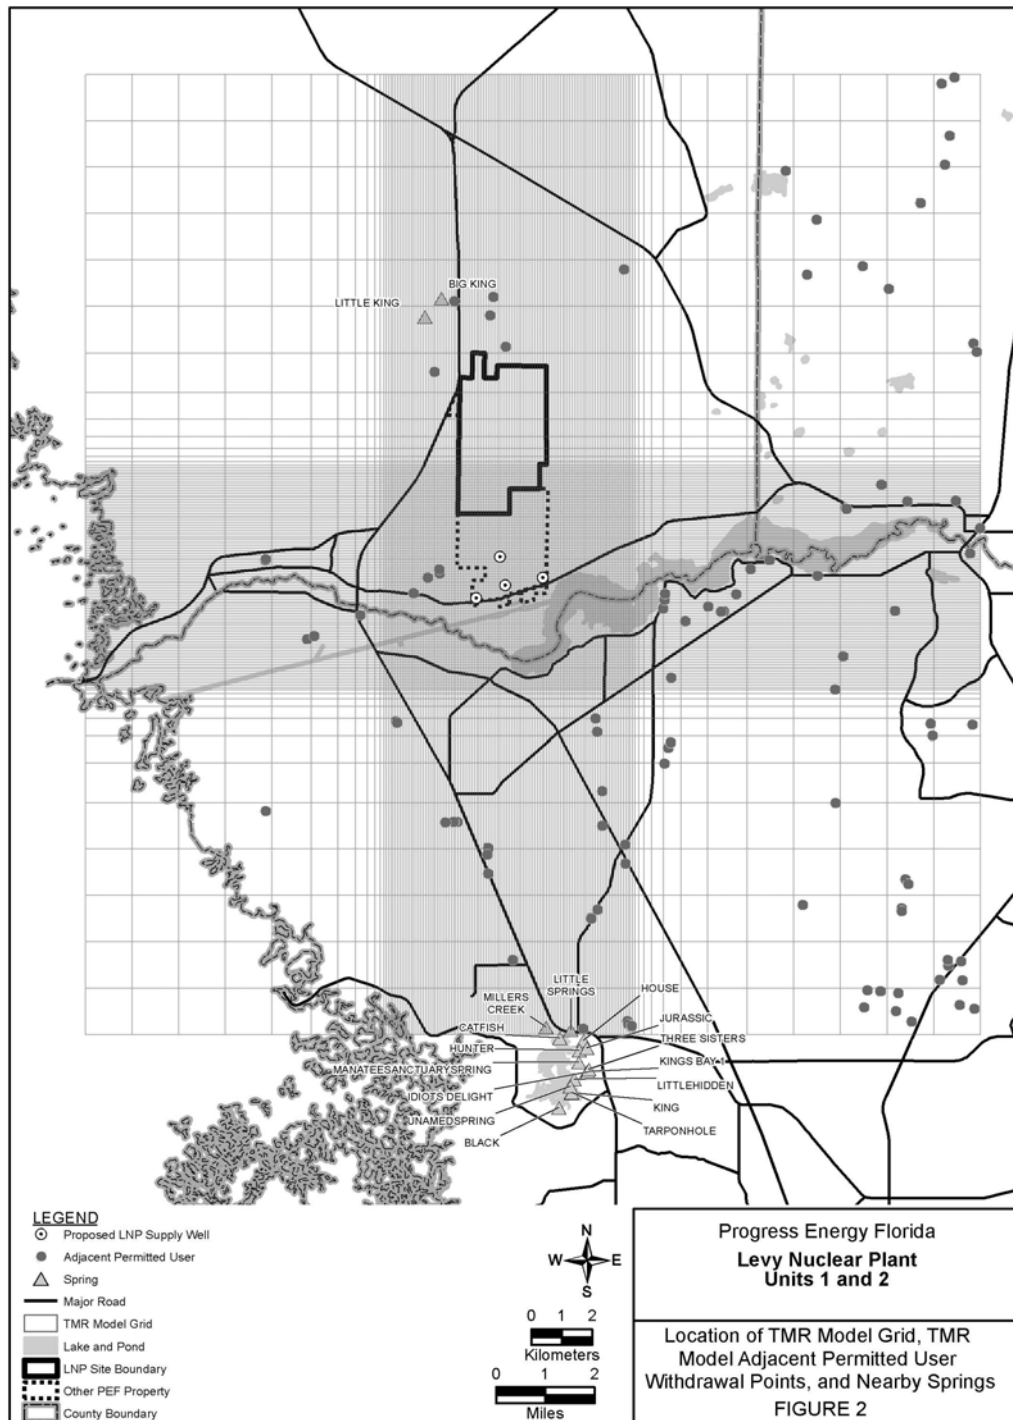 BIG KING
LITTLE KING
LITTLE
SPRINGS
HOUSE
MILLERS
CREEK
JURASSIC
CATFISH
THREE SISTERS
HUNTER
KINGS BAY 1
MANATEESANCTUARYSPRING
LITTLEHIDDEN
IDIOTS DELIGHT
KING
UNAMEDSPRING
TARPONHOLE
BLACK
LEGEND
Proposed LNP Supply Well
Adjacent Permitted User
Spring
Major Road
TMR Model Grid
Lake and Pond
LNP Site Boundary
Other PEF Property
County Boundary
N
W E
S
0 1 2
Kilometers
0 1 2
Miles
Progress Energy Florida
Levy Nuclear Plant
Units 1 and 2
Location of TMR Model Grid, TMR
Model Adjacent Permitted User
Withdrawal Points, and Nearby Springs
FIGURE 2